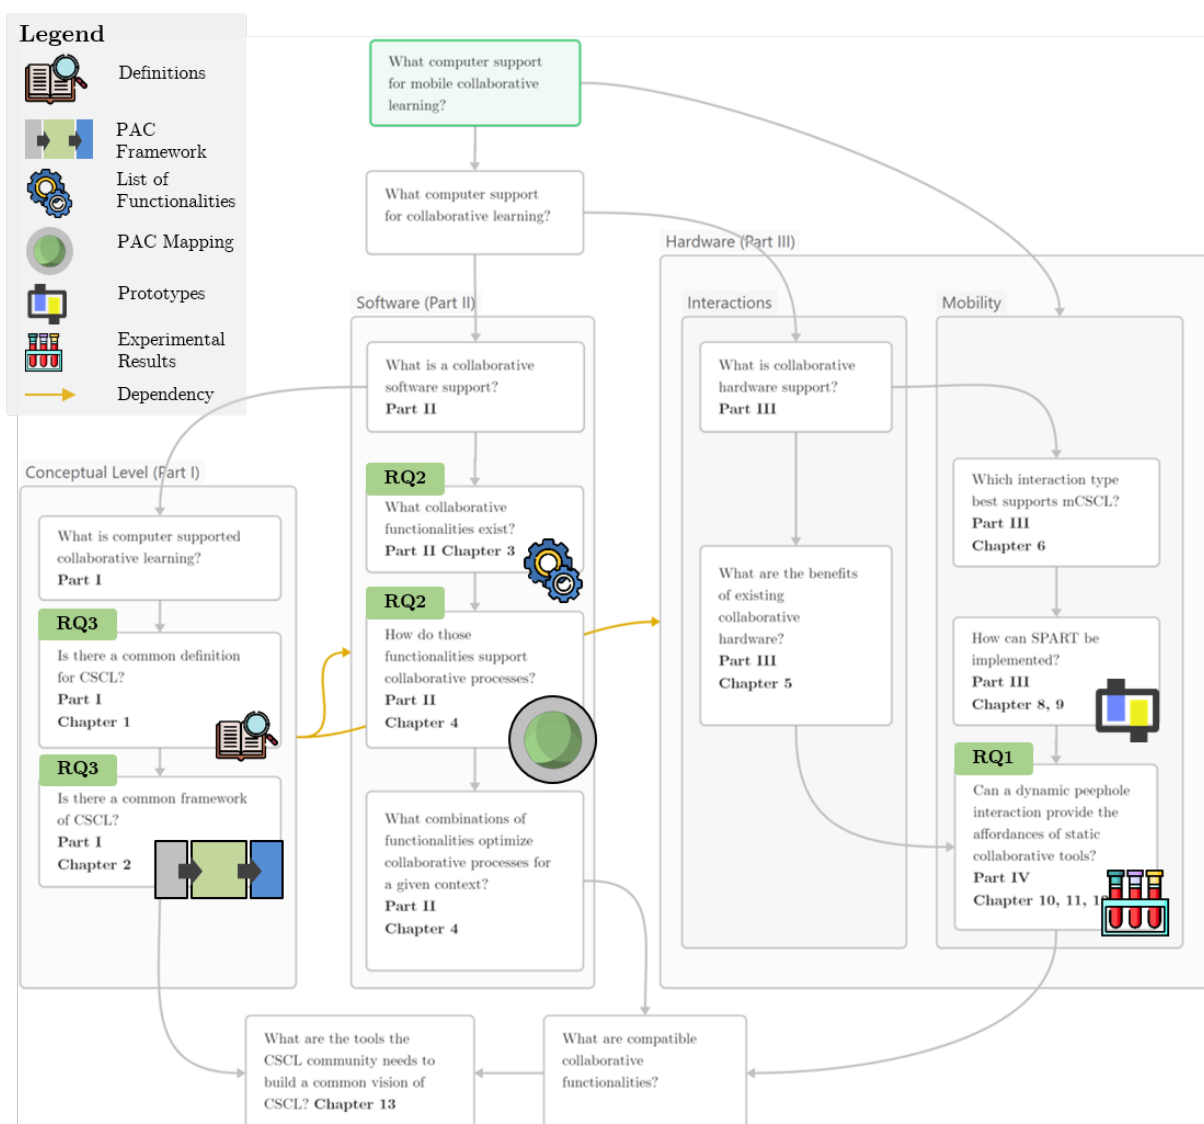 Legend
Definitions
PAC
Framework
List of
Functionalities
PAC Mapping
Prototypes
Experimental
Results
Dependency
What computer support
for mobile collaborative
learning?
What computer support
for collaborative learning?
Hardware (Part III)
Software (Part II)
Interactions
Mobility
What is a collaborative
software support?
Part II
What is collaborative
hardware support?
Part III
Conceptual Level (Part I)
What is computer supported
collaborative learning?
Part I
RQ3
Is there a common definition
for CSCL?
Part I
Chapter 1
RQ3
Is there a common framework
of CSCL?
Part I
Chapter 2
RQ2
What collaborative
functionalities exist?
Part II Chapter 3
RQ2
How do those
functionalities support
collaborative processes?
Part II
Chapter 4
What combinations of
functionalities optimize
collaborative processes for
a given context?
Part II
Chapter 4
What are the benefits
of existing
collaborative
hardware?
Part III
Chapter 5
Which interaction type
best supports mCSCL?
Part III
Chapter 6
How can SPART be
implemented?
Part III
Chapter 8, 9
RQ1
Can a dynamic peephole
interaction provide the
affordances of static
collaborative tools?
Part IV
Chapter 10, 11,
What are the tools the
CSCL community needs to
build a common vision of
CSCL? Chapter 13
What are compatible
collaborative
functionalities?